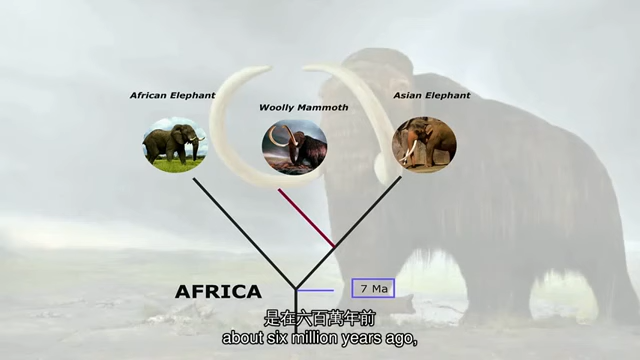 African Elephant
Woolly Mammoth
Asian Elephant
AFRICA
7 Ma
是在六百萬年前
about six million years ago,